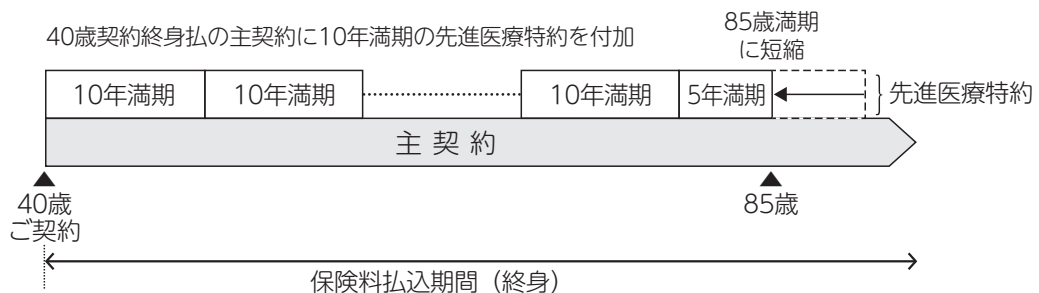 40歳契約終身払の主契約に10年満期の先進医療特約を付加
85歳満期
に短縮
10年満期
10年満期
10年満期
5年満期
先進医療特約
主契約
40歳
ご契約
85歳
保険料払込期間（終身）